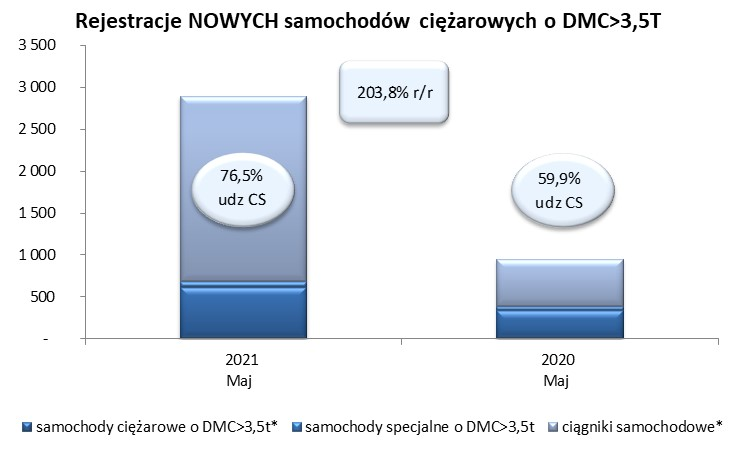 Rejestracje NOWYCH samochodów ciężarowych o DMC>3,5T
3 500
3 000
2 500
2 000
1 500
1 000
500
-
203,8% r/r
76,5%
udz CS
59,9%
udz CS
2021
Maj
2020
Maj
samochody ciężarowe o DMC>3,5t*
samochody specjalne o DMC>3,5t
ciągniki samochodowe*